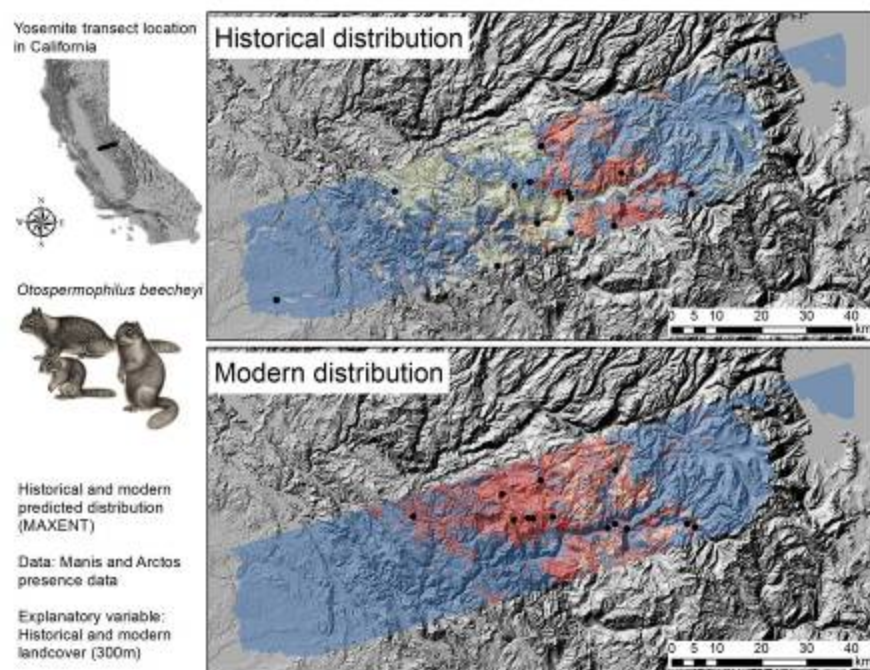 Yosemite transect location
in California
Historical distribution
N
W
E
S
0
5
10
20
30
40
km
Otospermophilus beecheyi
Modern distribution
Historical and modern
predicted distribution
(MAXENT)
Data: Manis and Arctos
presence data
Explanatory variable:
Historical and modern
landcover (300m)
0
5
10
20
30
40
km